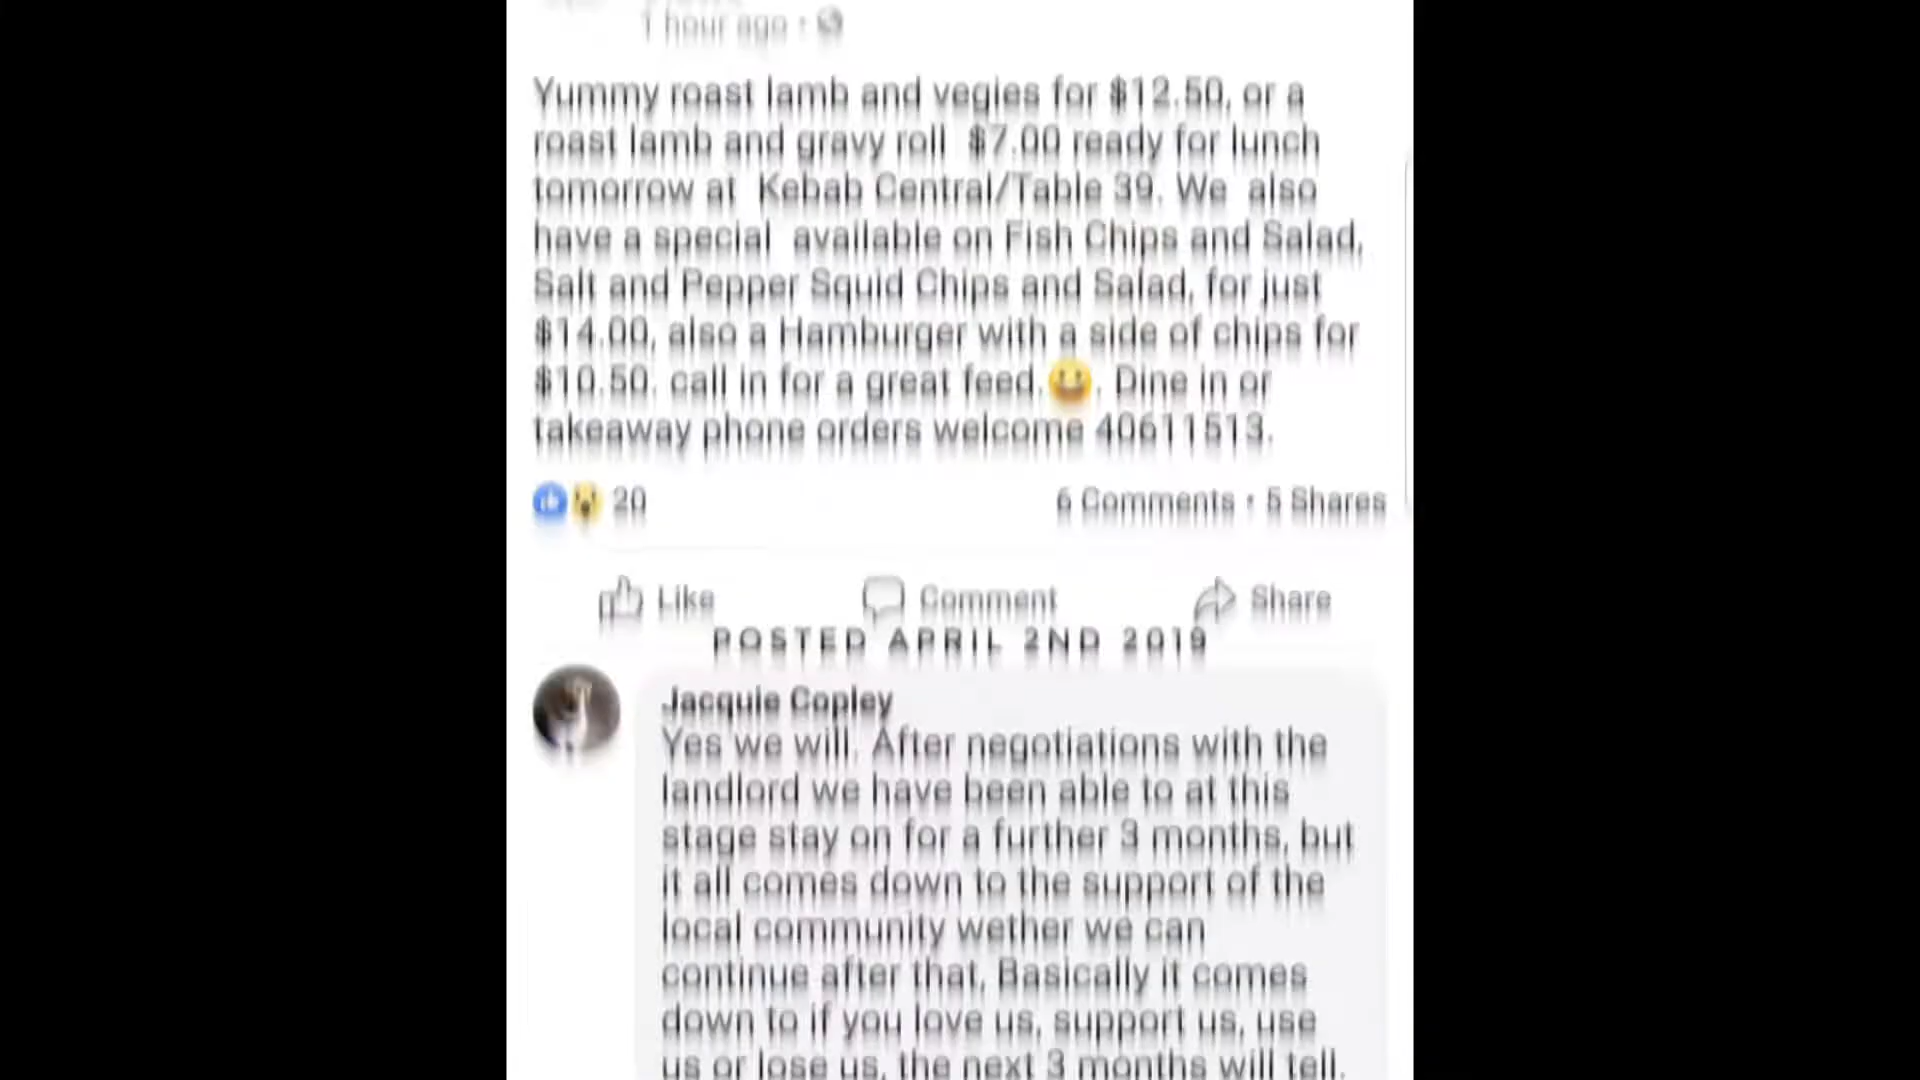 1 hour ago ·
Yummy roast lamb and vegies for $12.50, or a
roast lamb and gravy roll $7.00 ready for lunch
tomorrow at Kebab Central/Table 39. We also
have a special available on Fish Chips and Salad,
Salt and Pepper Squid Chips and Salad, for just
$14.00, also a Hamburger with a side of chips for
$10.50. call in for a great feed.😃. Dine in or
takeaway phone orders welcome 40611513.
20 6 Comments · 5 Shares
Like Comment Share
POSTED APRIL 2ND 2019
Jacquie Copley
Yes we will. After negotiations with the
landlord we have been able to at this
stage stay on for a further 3 months, but
it all comes down to the support of the
local community wether we can
continue after that, Basically it comes
down to if you love us, support us, use
us or lose us, the next 3 months will tell.